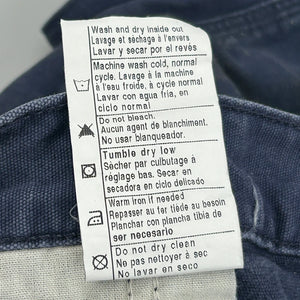 Wash and dry inside out
Lavage et séchage à l'envers
Lavar y secar por el revés
Machine wash cold, normal
cycle. Lavage à la machine
à l'eau froide, à cycle normal
Lavar con agua fria, en
ciclo normal
Do not bleach.
Aucun agent de blanchiment.
No usar blanqueador.
Tumble dry low
Sécher par culbutage à
réglage bas. Secar en
secadora en ciclo delicado
Warm iron if needed
Repasser au fer tiède au besoin
Planchar con plancha tibia de
ser necesario
Do not dry clean
Ne pas nettoyer à sec
No lavar en seco